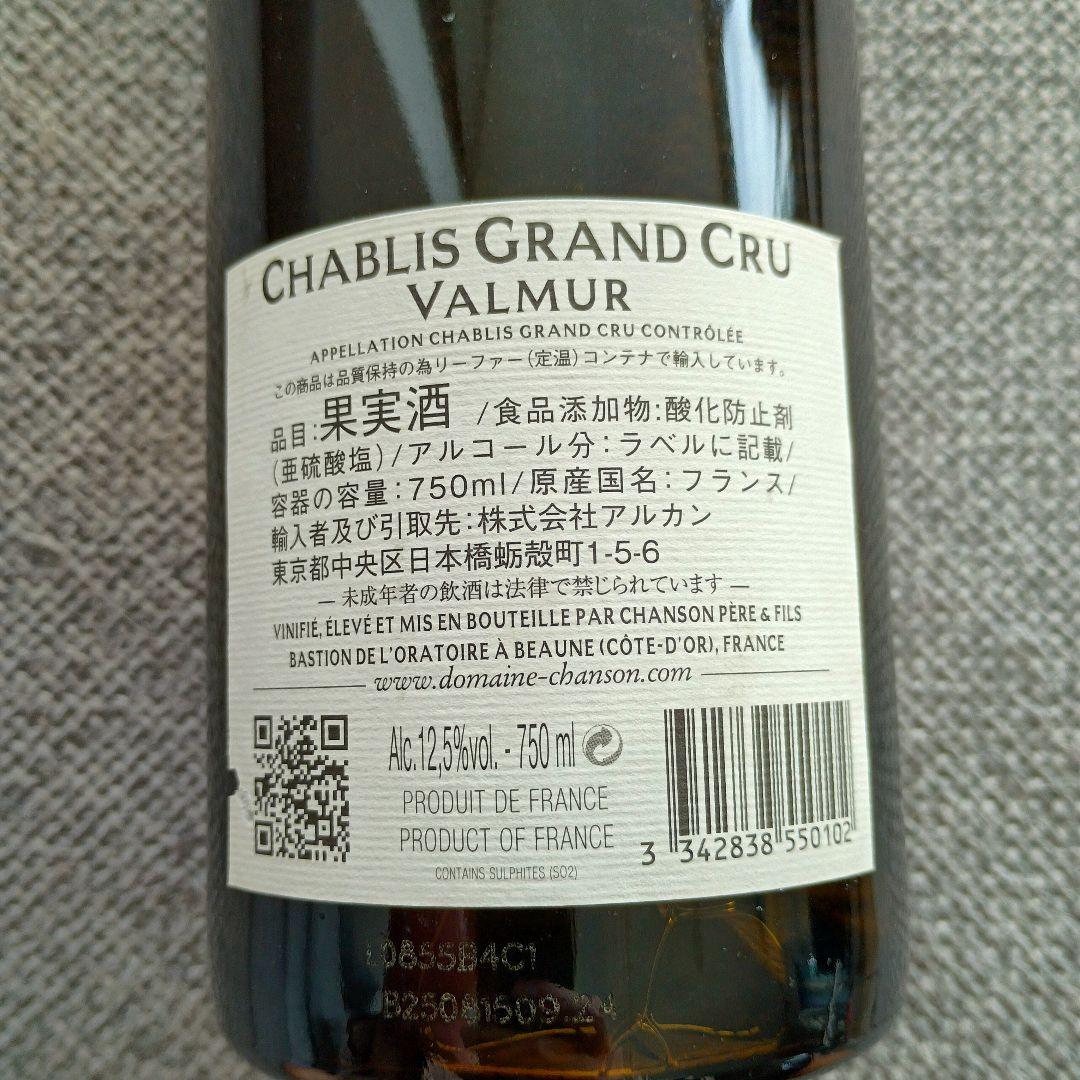 CHABLIS GRAND CRU
VALMUR
APPELLATION CHABLIS GRAND CRU CONTRÔLÉE
この商品は品質保持の為リーファー(定温)コンテナで輸入しています。
品目:果実酒 /食品添加物:酸化防止剤
(亜硫酸塩)/アルコール分:ラベルに記載/
容器の容量:750ml/原産国名:フランス/
輸入者及び引取先:株式会社アルカン
東京都中央区日本橋蛎殻町1-5-6
― 未成年者の飲酒は法律で禁じられています ―
VINIFIÉ, ÉLEVÉ ET MIS EN BOUTEILLE PAR CHANSON PÈRE & FILS
BASTION DE L'ORATOIRE À BEAUNE (CÔTE-D'OR), FRANCE
www.domaine-chanson.com
Alc.12,5%vol. - 750 ml
PRODUIT DE FRANCE
PRODUCT OF FRANCE
CONTAINS SULPHITES (SO2)
3 342838 550102
L0855B4C1